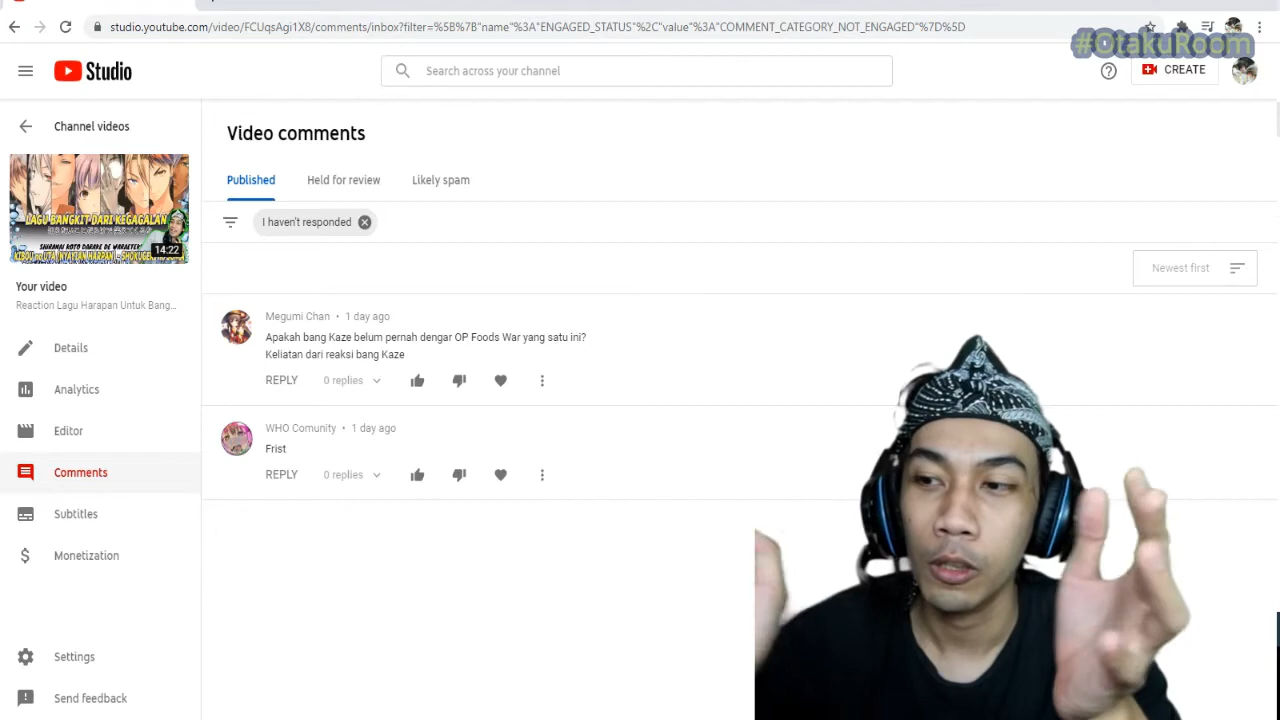 studio.youtube.com/video/FCUqsAgi1X8/comments/inbox?filter=%5B%7B"name"%3A"ENGAGED_STATUS"%2C"value"%3A"COMMENT_CATEGORY_NOT_ENGAGED"%7D%5D
#OtakuRoom
Studio
Search across your channel
CREATE
Channel videos
LAGU BANGKIT DARI KEGAGALAN
14:22
Your video
Reaction Lagu Harapan Untuk Bang...
Details
Analytics
Editor
Comments
Subtitles
Monetization
Settings
Send feedback
Video comments
Published
Held for review
Likely spam
I haven't responded
Newest first
Megumi Chan • 1 day ago
Apakah bang Kaze belum pernah dengar OP Foods War yang satu ini?
Keliatan dari reaksi bang Kaze
REPLY 0 replies
WHO Comunity • 1 day ago
Frist
REPLY 0 replies